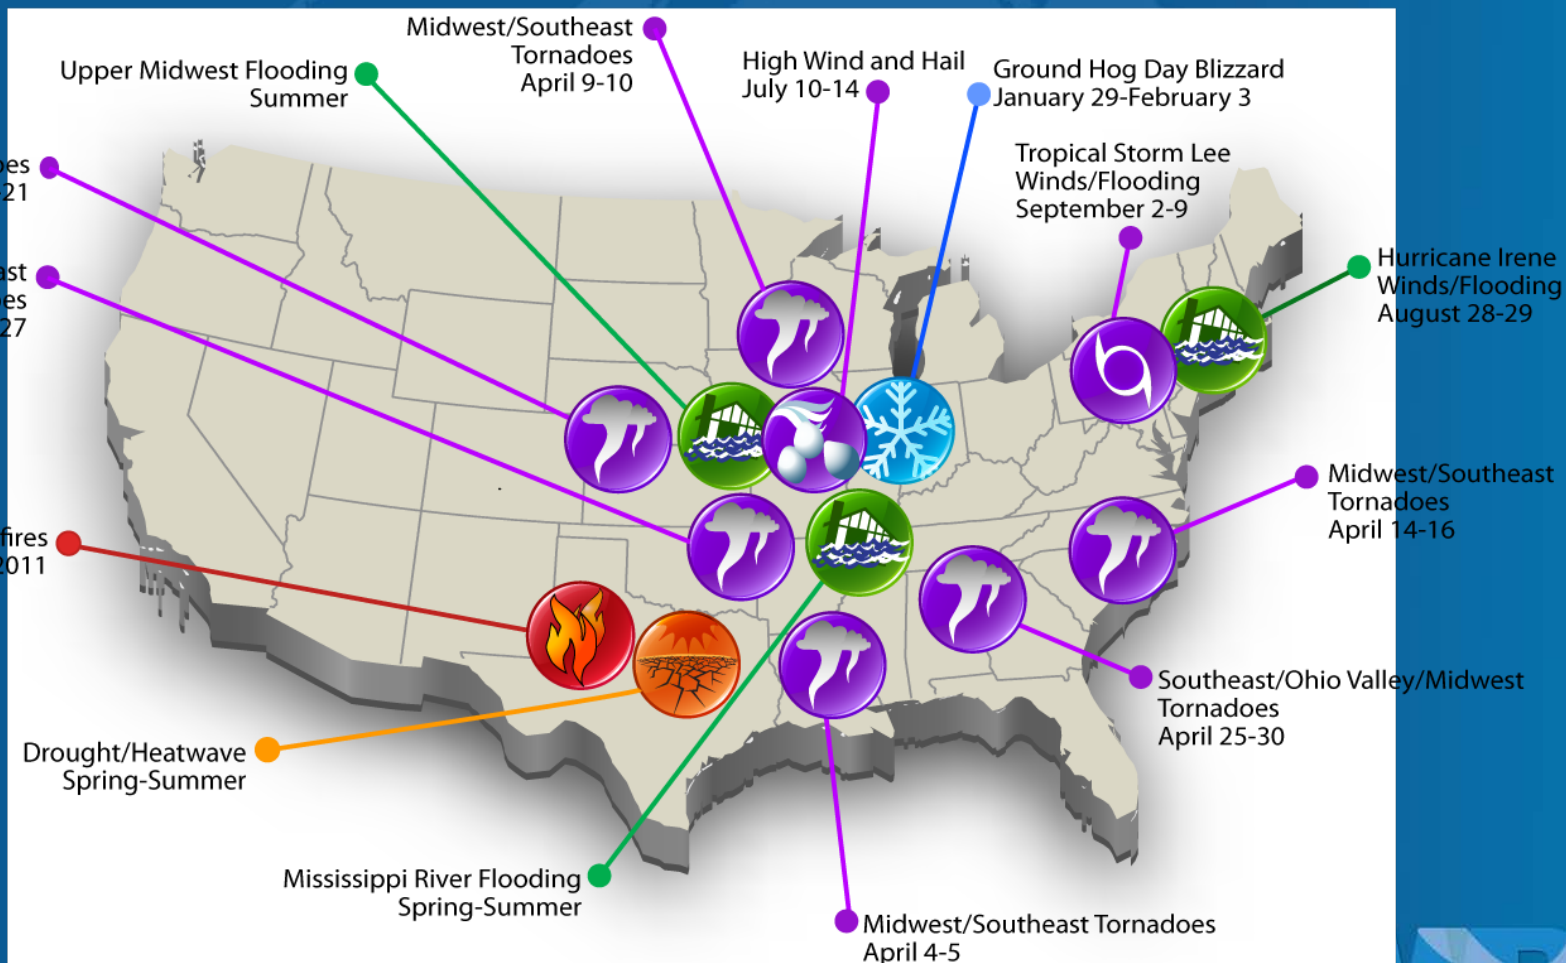 Midwest/Southeast
Tornadoes
April 9-10
Upper Midwest Flooding
Summer
High Wind and Hail
July 10-14
Ground Hog Day Blizzard
January 29-February 3
Tropical Storm Lee
Winds/Flooding
September 2-9
Hurricane Irene
Winds/Flooding
August 28-29
21
27
2011
Midwest/Southeast
Tornadoes
April 14-16
Southeast/Ohio Valley/Midwest
Tornadoes
April 25-30
Drought/Heatwave
Spring-Summer
Mississippi River Flooding
Spring-Summer
Midwest/Southeast Tornadoes
April 4-5